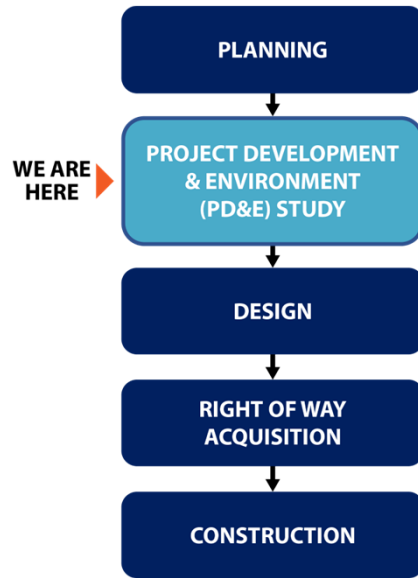 PLANNING
WE ARE
HERE
PROJECT DEVELOPMENT
& ENVIRONMENT
(PD&E) STUDY
DESIGN
RIGHT OF WAY
ACQUISITION
CONSTRUCTION